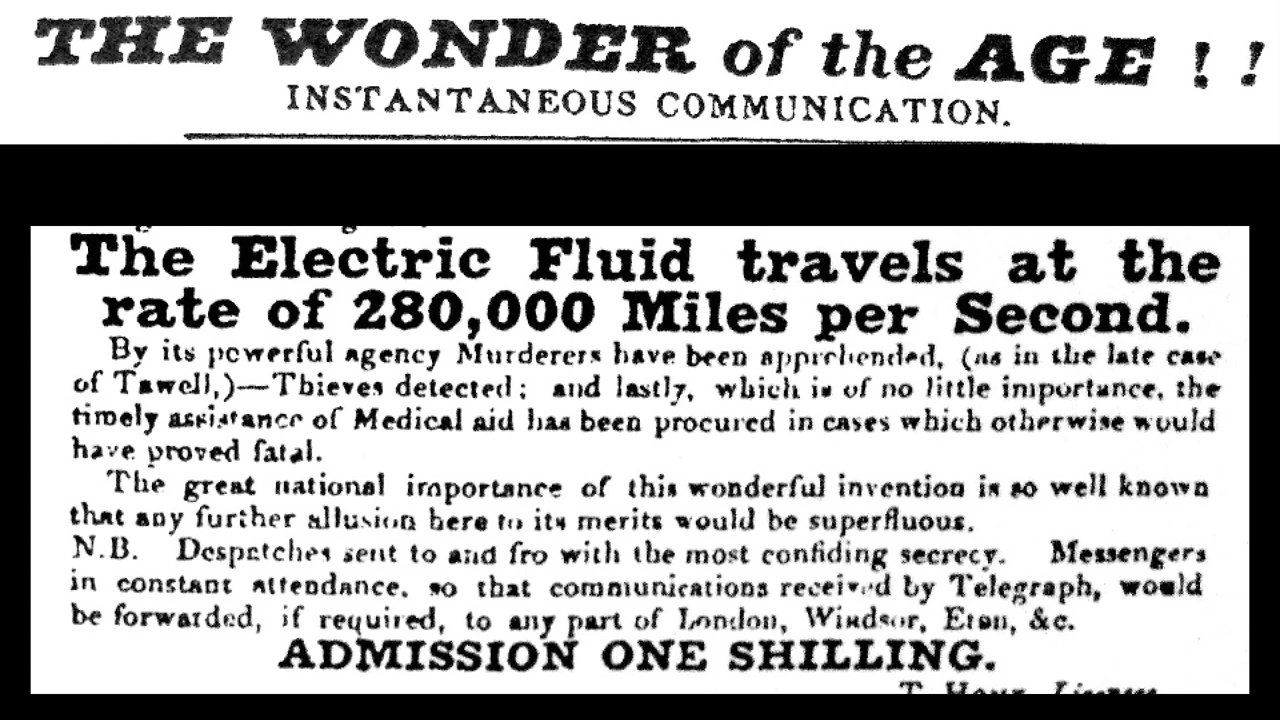 THE WONDER of the AGE ! !
INSTANTANEOUS COMMUNICATION.
The Electric Fluid travels at the
rate of 280,000 Miles per Second.
By its powerful agency Murderers have been apprehended, (as in the late case
of Tawell,)—Thieves detected; and lastly, which is of no little importance, the
timely assistance of Medical aid has been procured in cases which otherwise would
have proved fatal.
The great national importance of this wonderful invention is so well known
that any further allusion here to its merits would be superfluous.
N.B. Despatches sent to and fro with the most confiding secrecy. Messengers
in constant attendance, so that communications received by Telegraph, would
be forwarded, if required, to any part of London, Windsor, Eton, &c.
ADMISSION ONE SHILLING.